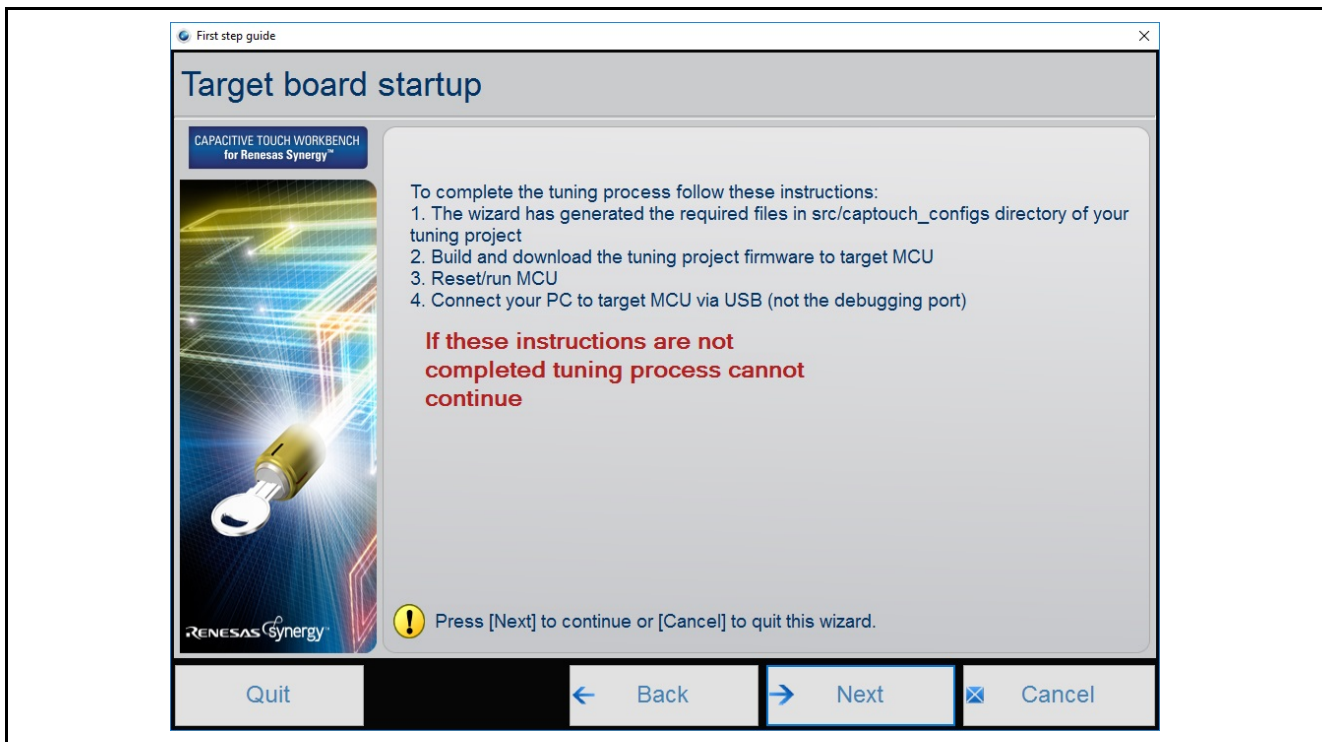 First step guide
Target board startup
CAPACITIVE TOUCH WORKBENCH
for Renesas Synergy™
To complete the tuning process follow these instructions:
1. The wizard has generated the required files in src/captouch_configs directory of your
tuning project
2. Build and download the tuning project firmware to target MCU
3. Reset/run MCU
4. Connect your PC to target MCU via USB (not the debugging port)
If these instructions are not
completed tuning process cannot
continue
RENESAS Synergy™
Press [Next] to continue or [Cancel] to quit this wizard.
Quit
Back
Next
Cancel